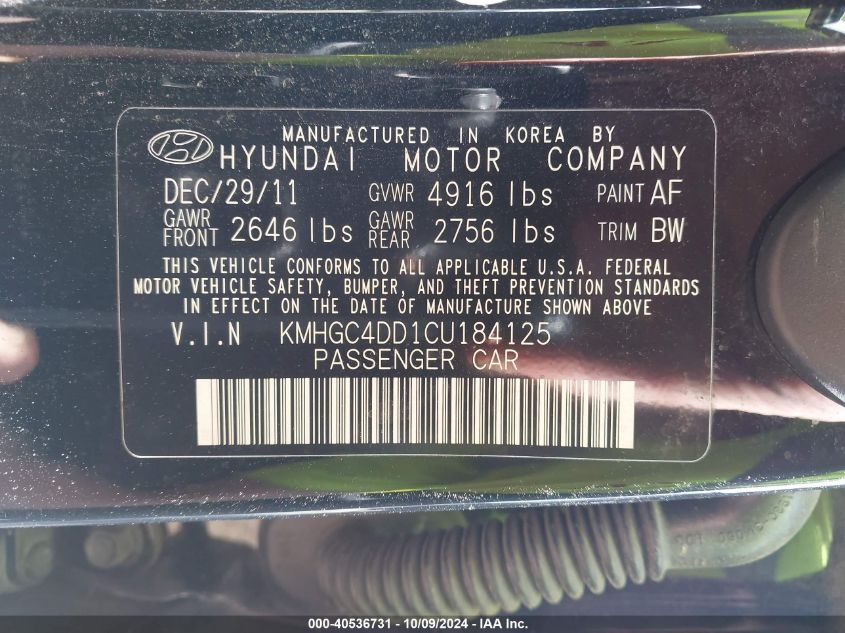 MANUFACTURED IN KOREA BY
HYUNDAI MOTOR COMPANY
DEC/29/11 GVWR 4916 lbs PAINT AF
GAWR FRONT 2646 lbs GAWR REAR 2756 lbs TRIM BW
THIS VEHICLE CONFORMS TO ALL APPLICABLE U.S.A. FEDERAL
MOTOR VEHICLE SAFETY, BUMPER, AND THEFT PREVENTION STANDARDS
IN EFFECT ON THE DATE OF MANUFACTURE SHOWN ABOVE
V.I.N KMHGC4DD1CU184125
PASSENGER CAR
000-40536731 - 10/09/2024 - IAA Inc.